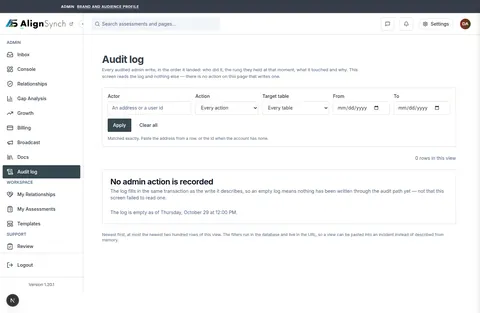 ADMIN BRAND AND AUDIENCE PROFILE
AlignSynch
Search assessments and pages...
Settings
DA
ADMIN
Inbox
Console
Relationships
Gap Analysis
Growth
Billing
Broadcast
Docs
Audit log
WORKSPACE
My Relationships
My Assessments
Templates
SUPPORT
Review
Logout
Version 1.20.1
N
Audit log
Every audited admin write, in the order it landed: who did it, the rung they held at that moment, what it touched and why. This
screen reads the log and nothing else — there is no action on this page that writes one.
Actor
An address or a user id
Action
Every action
Target table
Every table
From
mm/dd/yyyy
To
mm/dd/yyyy
Apply
Clear all
Matched exactly. Paste the address from a row, or the id when the account has none.
0 rows in this view
No admin action is recorded
The log fills in the same transaction as the write it describes, so an empty log means nothing has been written through the audit path yet — not that this
screen failed to read one.
The log is empty as of Thursday, October 29 at 12:00 PM.
Newest first, at most the newest two hundred rows of this view. The filters run in the database and live in the URL, so a view can be pasted into an incident instead of described from
memory.